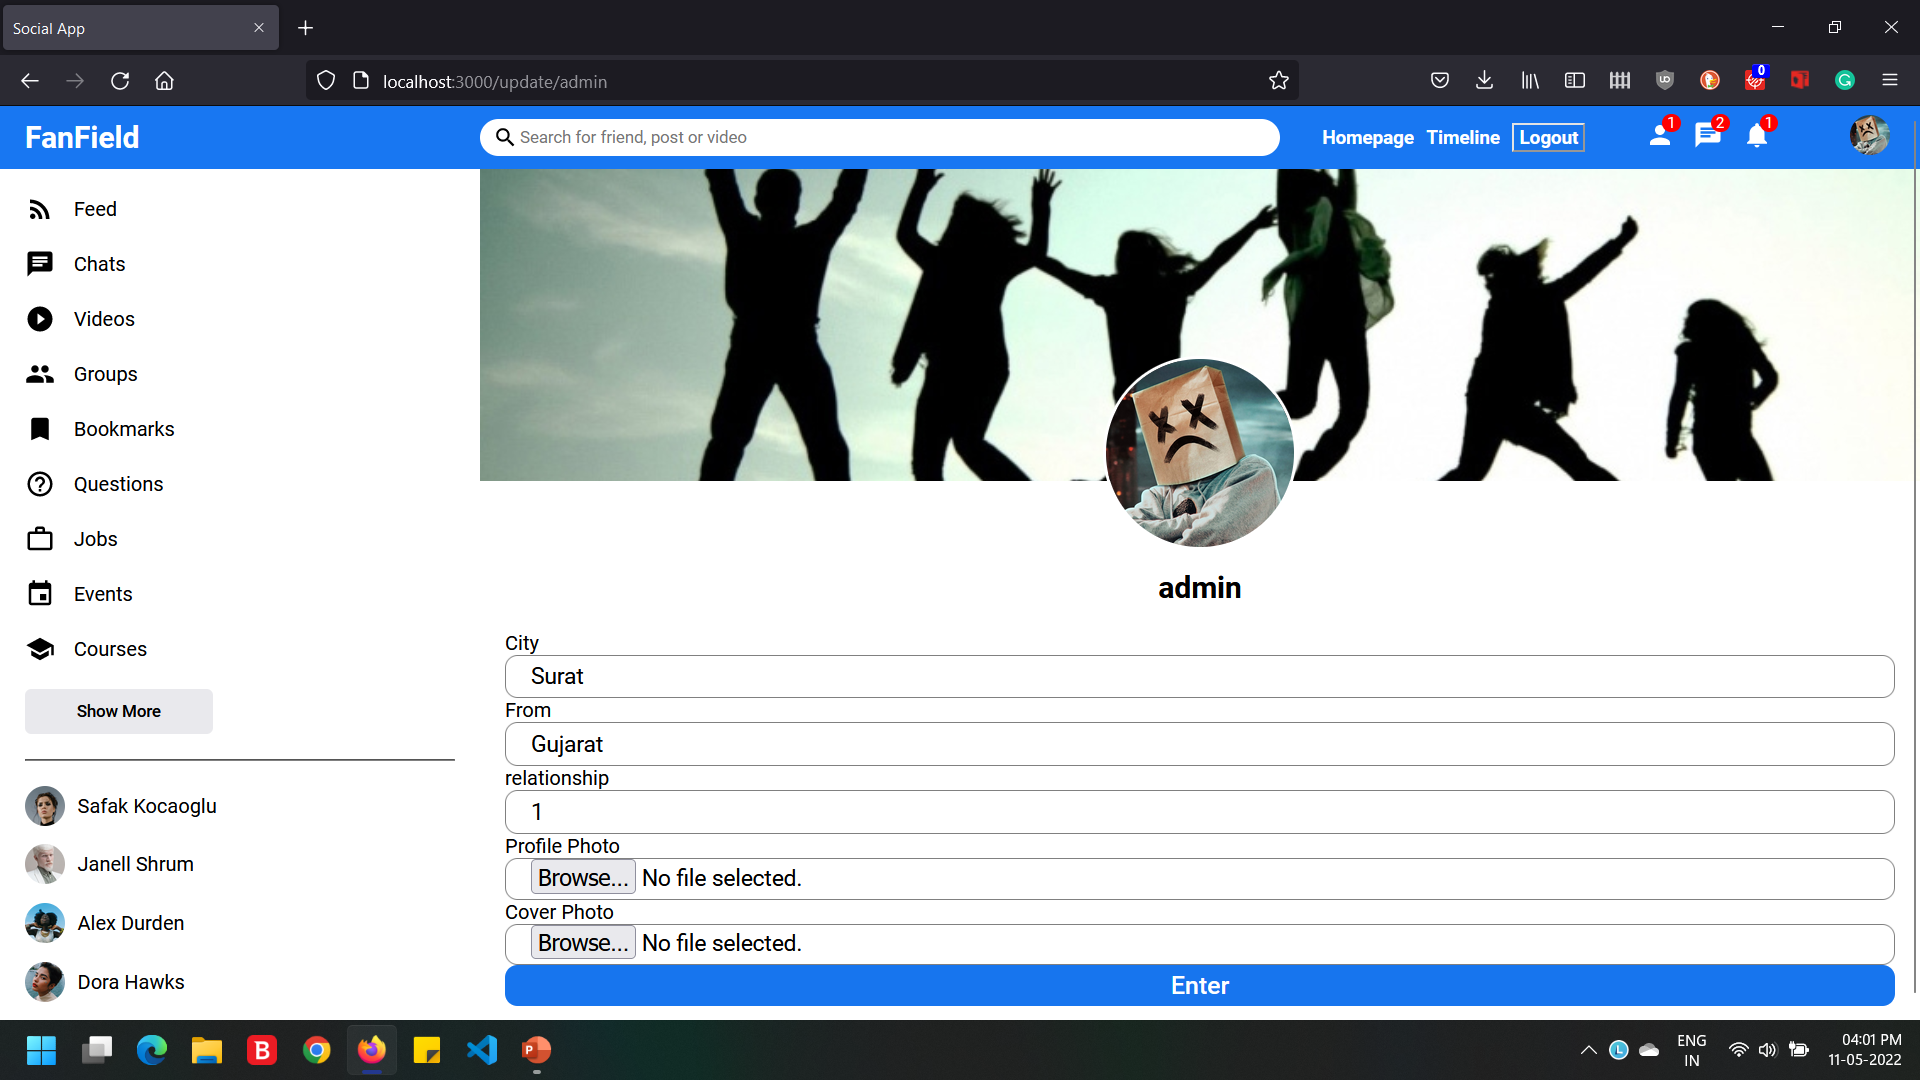 Social App
localhost:3000/update/admin
0
FanField
Search for friend, post or video
Homepage Timeline Logout
1 2 1
Feed
Chats
Videos
Groups
Bookmarks
Questions
Jobs
Events
Courses
Show More
Safak Kocaoglu
Janell Shrum
Alex Durden
Dora Hawks
admin
City
Surat
From
Gujarat
relationship
1
Profile Photo
Browse... No file selected.
Cover Photo
Browse... No file selected.
Enter
ENG
IN
04:01 PM
11-05-2022